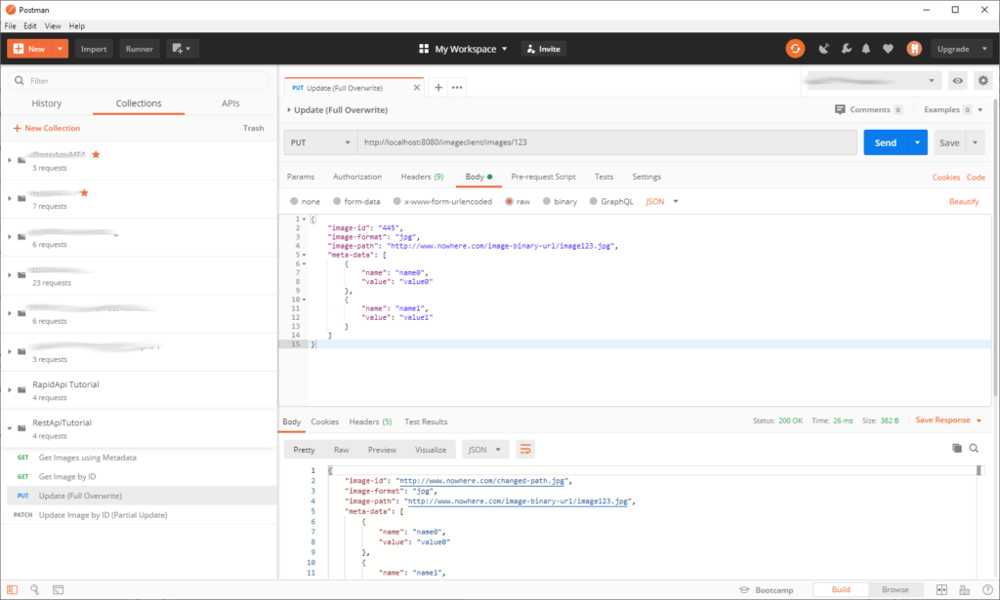 Postman
File Edit View Help
New Import Runner My Workspace Invite Upgrade
Filter
History Collections APIs
New Collection Trash
3 requests
7 requests
6 requests
23 requests
6 requests
3 requests
RapidApi Tutorial
4 requests
RestApiTutorial
4 requests
GET Get Images using Metadata
GET Get Image by ID
PUT Update (Full Overwrite)
PATCH Update Image by ID (Partial Update)
PUT Update (Full Overwrite)
Update (Full Overwrite) Comments 0 Examples 0
PUT http://localhost:8080/imageclient/images/123 Send Save
Params Authorization Headers (9) Body Pre-request Script Tests Settings Cookies Code
none form-data x-www-form-urlencoded raw binary GraphQL JSON Beautify
1 {
2 "image-id": "445",
3 "image-format": "jpg",
4 "image-path": "http://www.nowhere.com/image-binary-url/image123.jpg",
5 "meta-data": [
6 {
7 "name": "name0",
8 "value": "value0"
9 },
10 {
11 "name": "name1",
12 "value": "value1"
13 }
14 ]
15 }
Body Cookies Headers (5) Test Results Status: 200 OK Time: 26 ms Size: 382 B Save Response
Pretty Raw Preview Visualize JSON
1 {
2 "image-id": "http://www.nowhere.com/changed-path.jpg",
3 "image-format": "jpg",
4 "image-path": "http://www.nowhere.com/image-binary-url/image123.jpg",
5 "meta-data": [
6 {
7 "name": "name0",
8 "value": "value0"
9 },
10 {
11 "name": "name1",
Bootcamp Build Browse